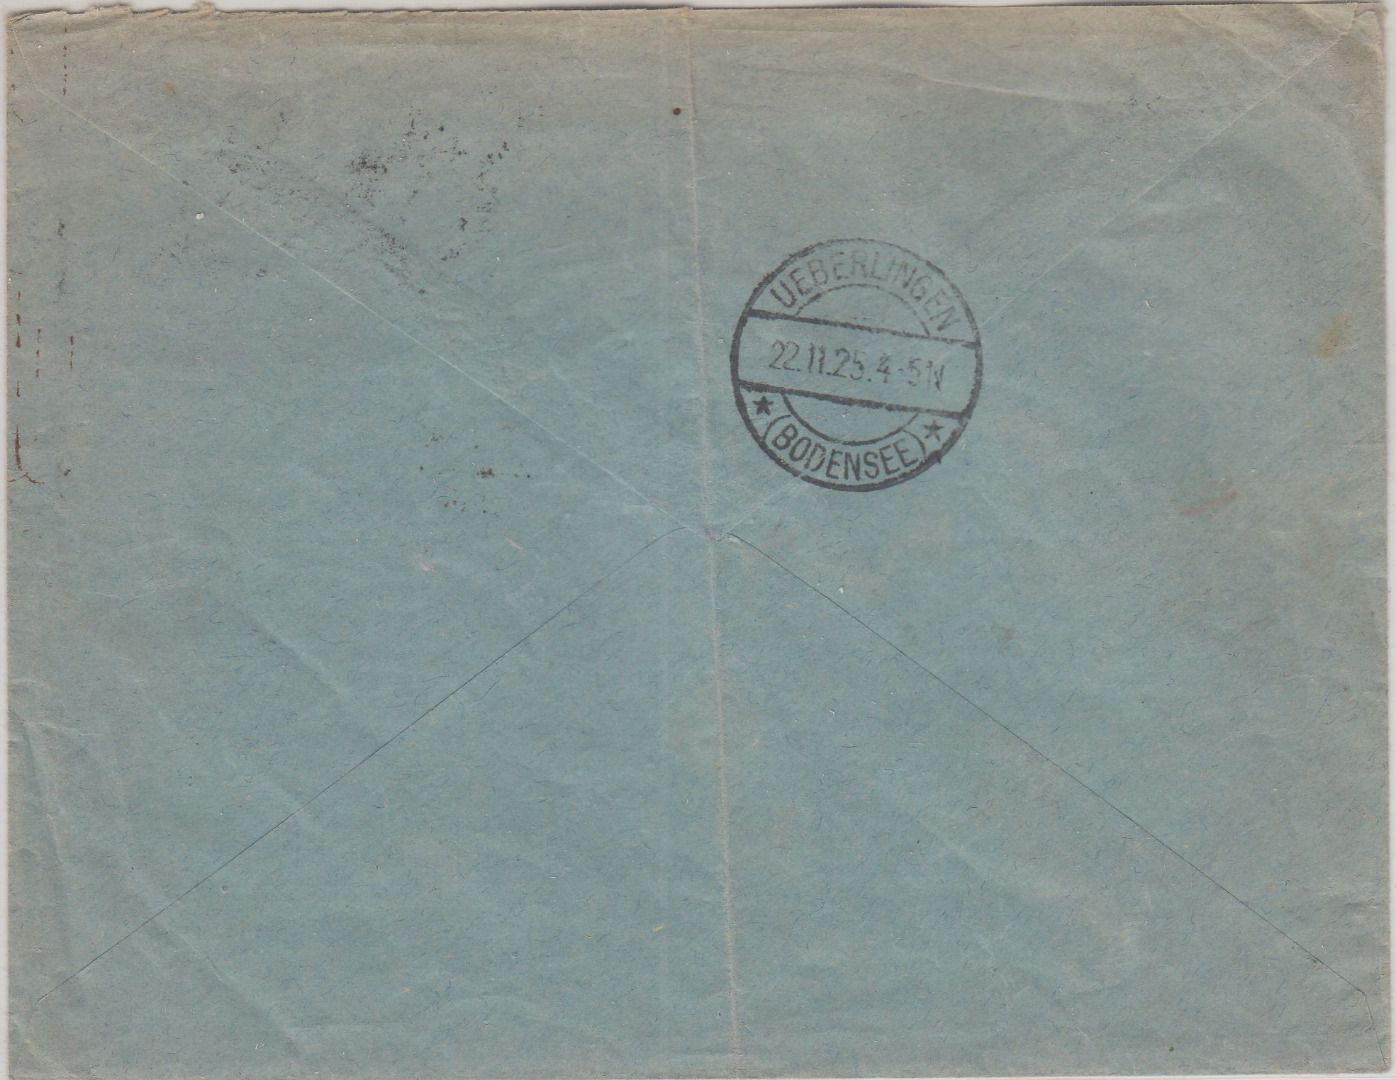 UEBERLINGEN
22.11.25.4-5N
(BODENSEE)